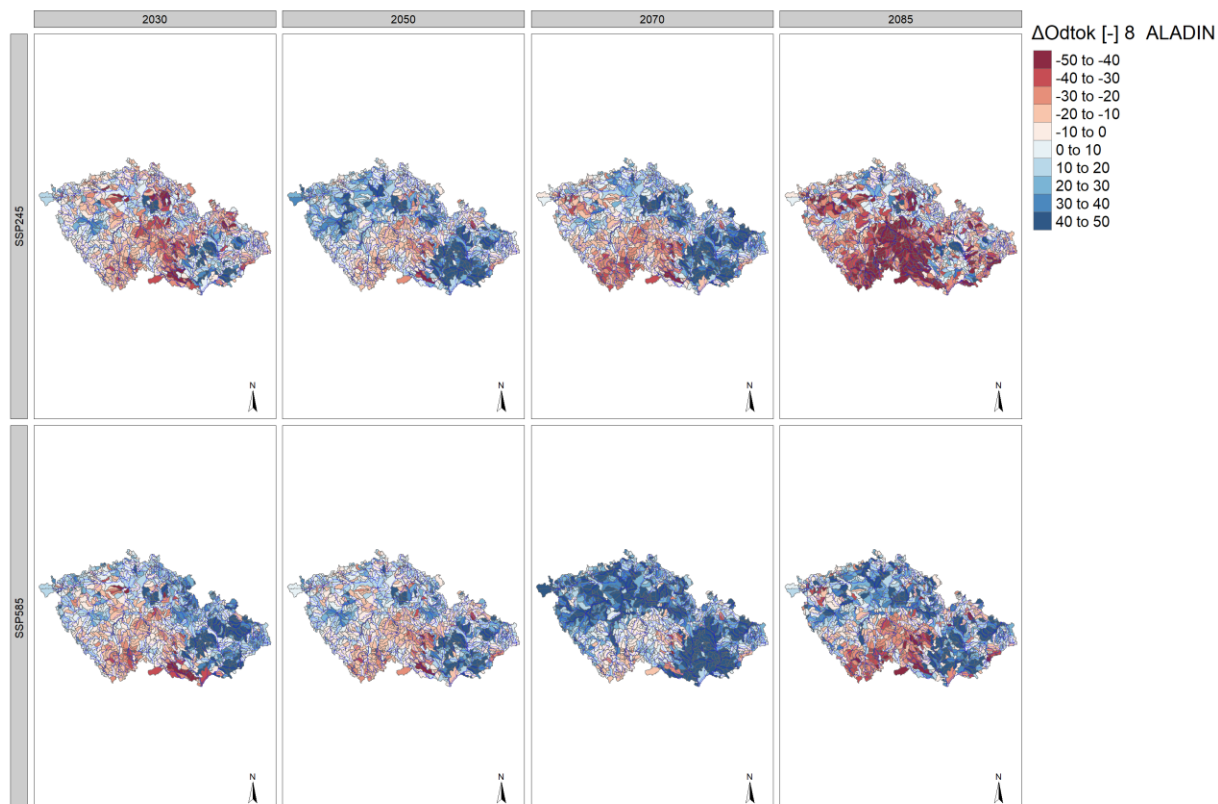 2030
2050
2070
2085
ΔOdtok [-] 8 ALADIN
-50 to -40
-40 to -30
-30 to -20
-20 to -10
-10 to 0
0 to 10
10 to 20
20 to 30
30 to 40
40 to 50
SSP245
N
N
N
N
SSP585
N
N
N
N